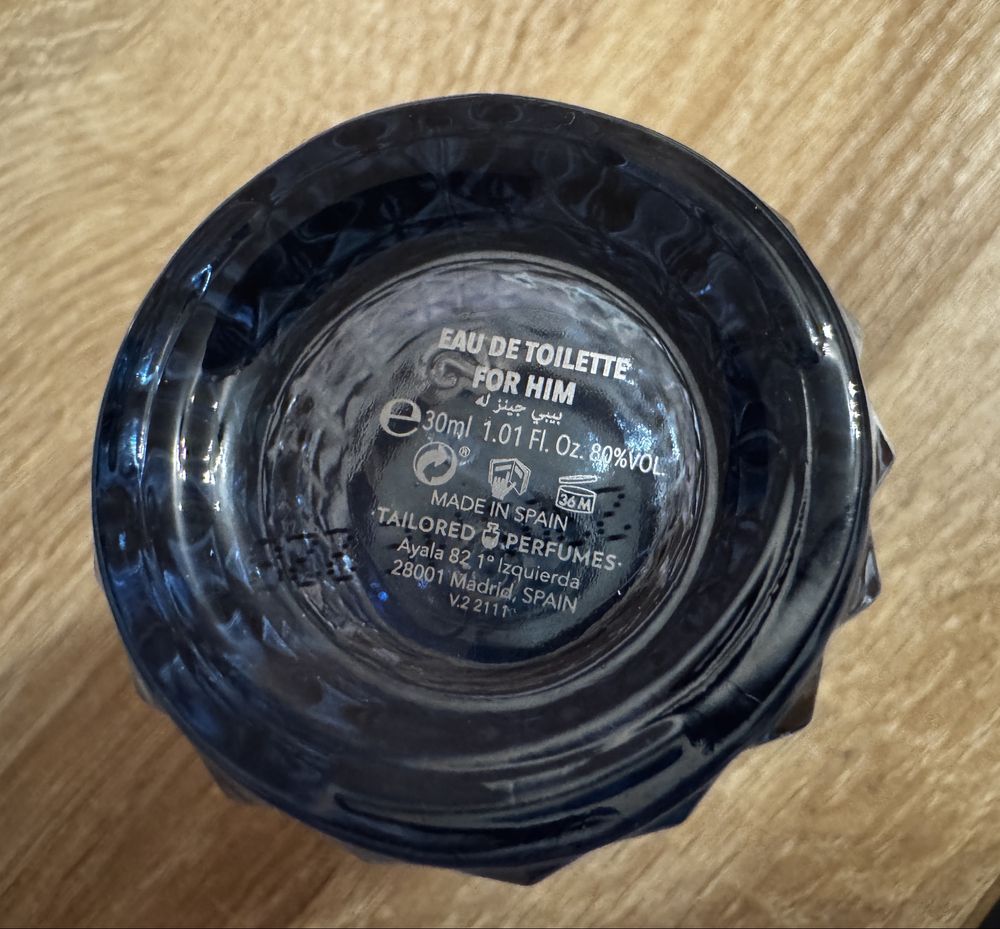 EAU DE TOILETTE
FOR HIM
بيبي جينز له
e 30ml 1.01 Fl. Oz. 80%VOL.
®
36 M
MADE IN SPAIN
·TAILORED PERFUMES·
Ayala 82 1º Izquierda
28001 Madrid, SPAIN
V.2 2111